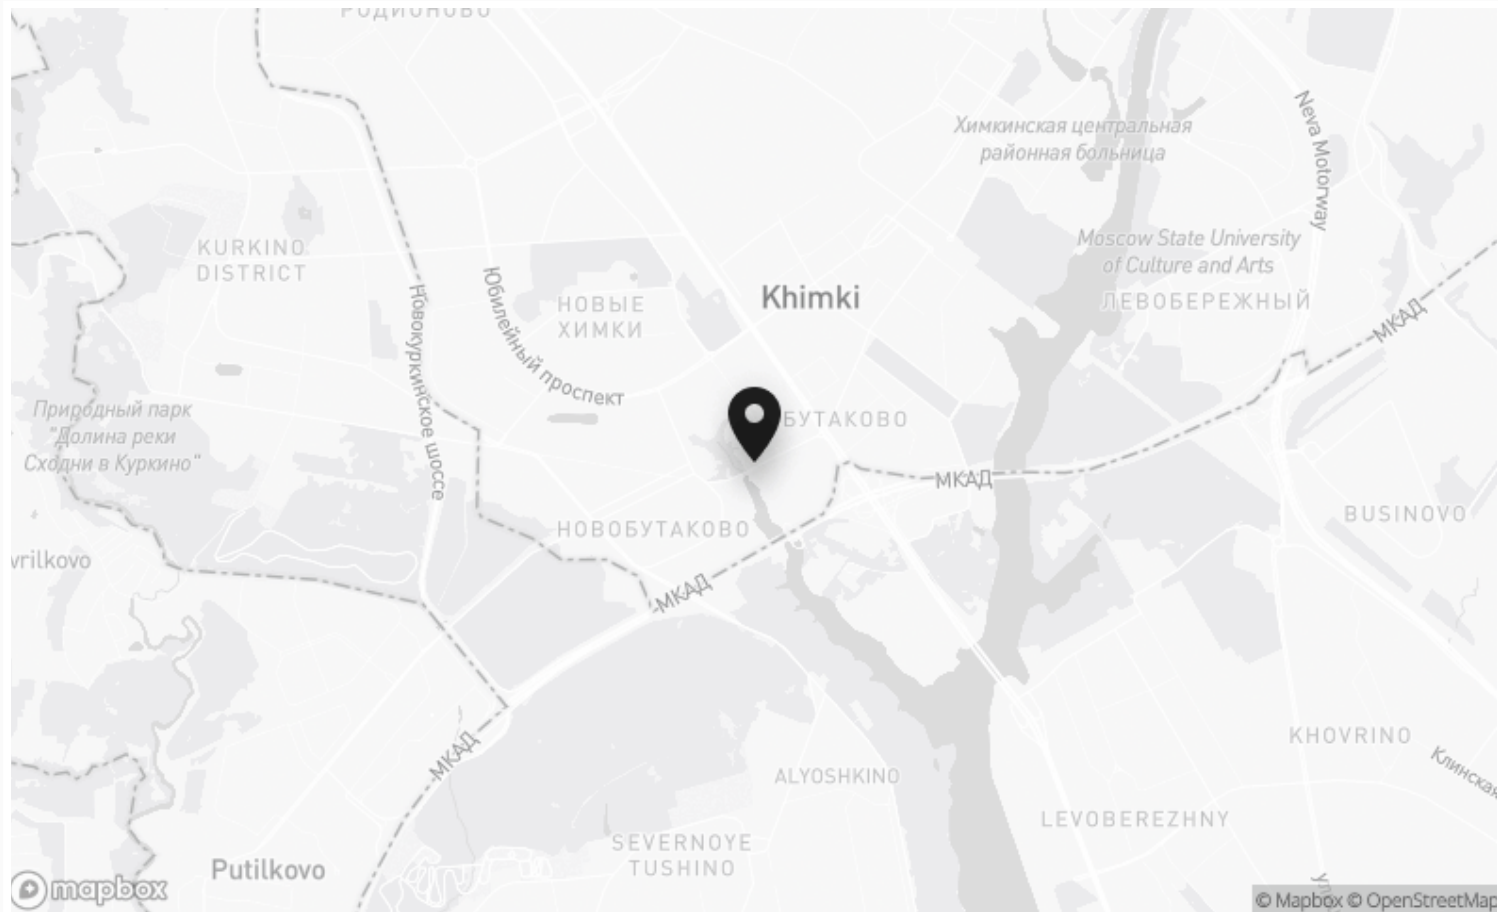 РОДИОНОВО
Химкинская центральная
районная больница
Neva Motorway
KURKINO
DISTRICT
Moscow State University
of Culture and Arts
ЛЕВОБЕРЕЖНЫЙ
НОВЫЕ
ХИМКИ
Khimki
Юбилейный проспект
Новокуркинское шоссе
МКАД
Природный парк
"Долина реки
Сходни в Куркино"
БУТАКОВО
МКАД
НОВОБУТАКОВО
BUSINOVO
vrilkovo
МКАД
МКАД
KHOVRINO
Клинская
ALYOSHKINO
LEVOBEREZHNY
SEVERNOYE
TUSHINO
Putilkovo
mapbox
© Mapbox © OpenStreetMap